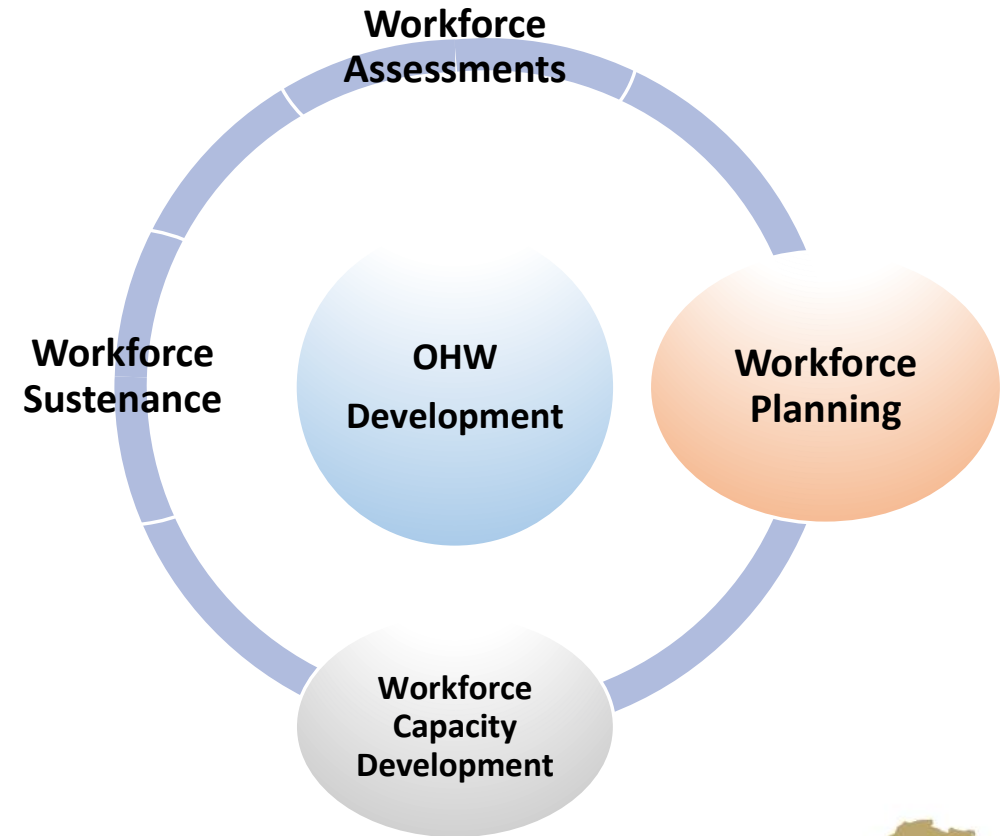 Workforce
Assessments
Workforce
Sustenance
OHW
Development
Workforce
Planning
Workforce
Capacity
Development